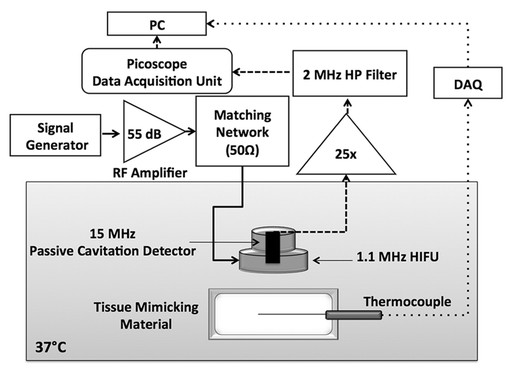 PC
Picoscope
Data Acquisition Unit
2 MHz HP Filter
DAQ
Signal
Generator
55 dB
RF Amplifier
Matching
Network
(50Ω)
25x
15 MHz
Passive Cavitation Detector
1.1 MHz HIFU
Tissue Mimicking
Material
Thermocouple
37°C